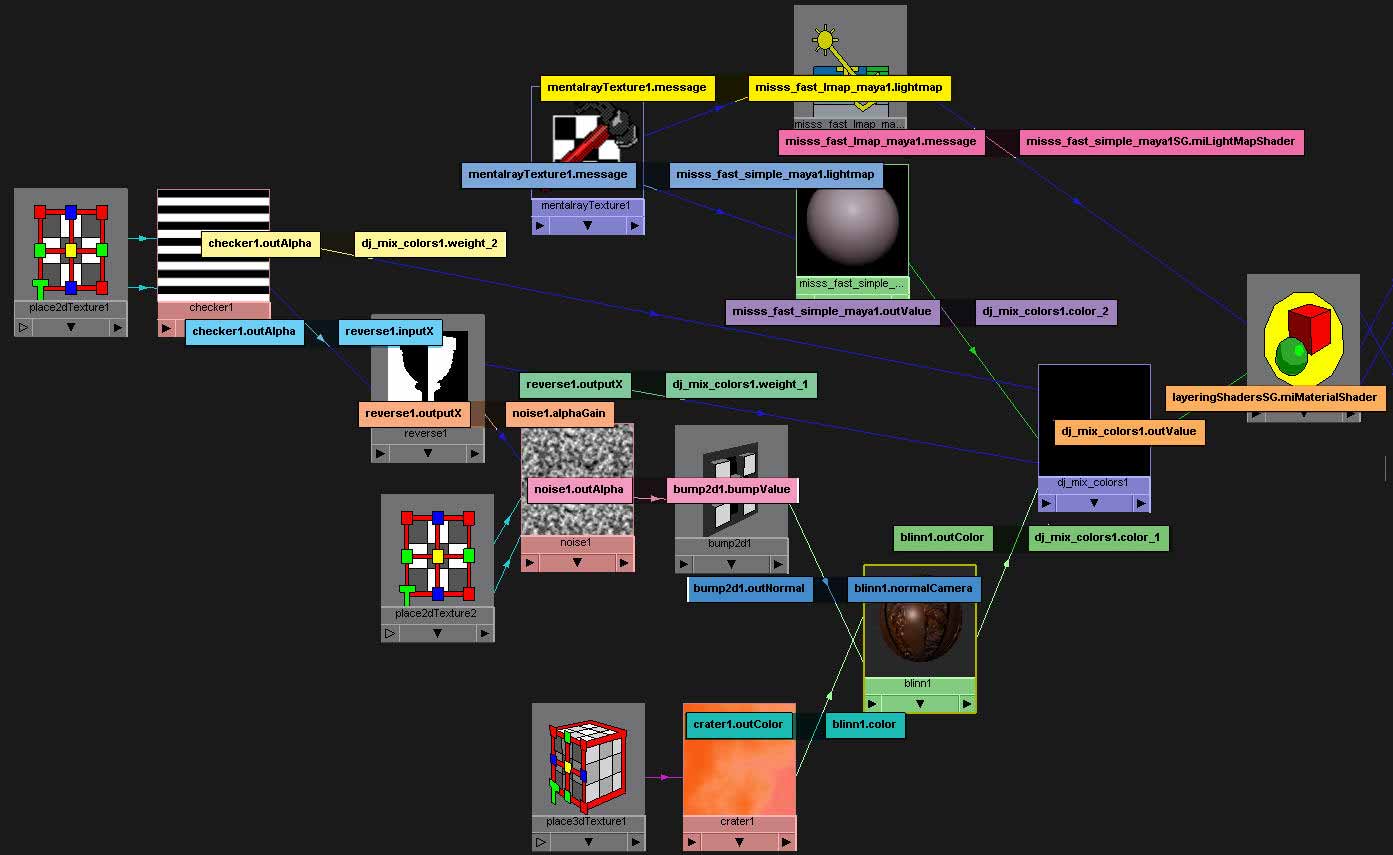 mentalrayTexture1.message
misss_fast_lmap_maya1.lightmap
misss_fast_lmap_ma...
misss_fast_lmap_maya1.message
misss_fast_simple_maya1SG.miLightMapShader
mentalrayTexture1.message
misss_fast_simple_maya1.lightmap
mentalrayTexture1
checker1.outAlpha
dj_mix_colors1.weight_2
misss_fast_simple_...
place2dTexture1
checker1
misss_fast_simple_maya1.outValue
dj_mix_colors1.color_2
checker1.outAlpha
reverse1.inputX
reverse1.outputX
dj_mix_colors1.weight_1
layeringShadersSG.miMaterialShader
reverse1.outputX
noise1.alphaGain
reverse1
dj_mix_colors1.outValue
dj_mix_colors1
noise1.outAlpha
bump2d1.bumpValue
noise1
bump2d1
blinn1.outColor
dj_mix_colors1.color_1
bump2d1.outNormal
blinn1.normalCamera
place2dTexture2
blinn1
crater1.outColor
blinn1.color
place3dTexture1
crater1